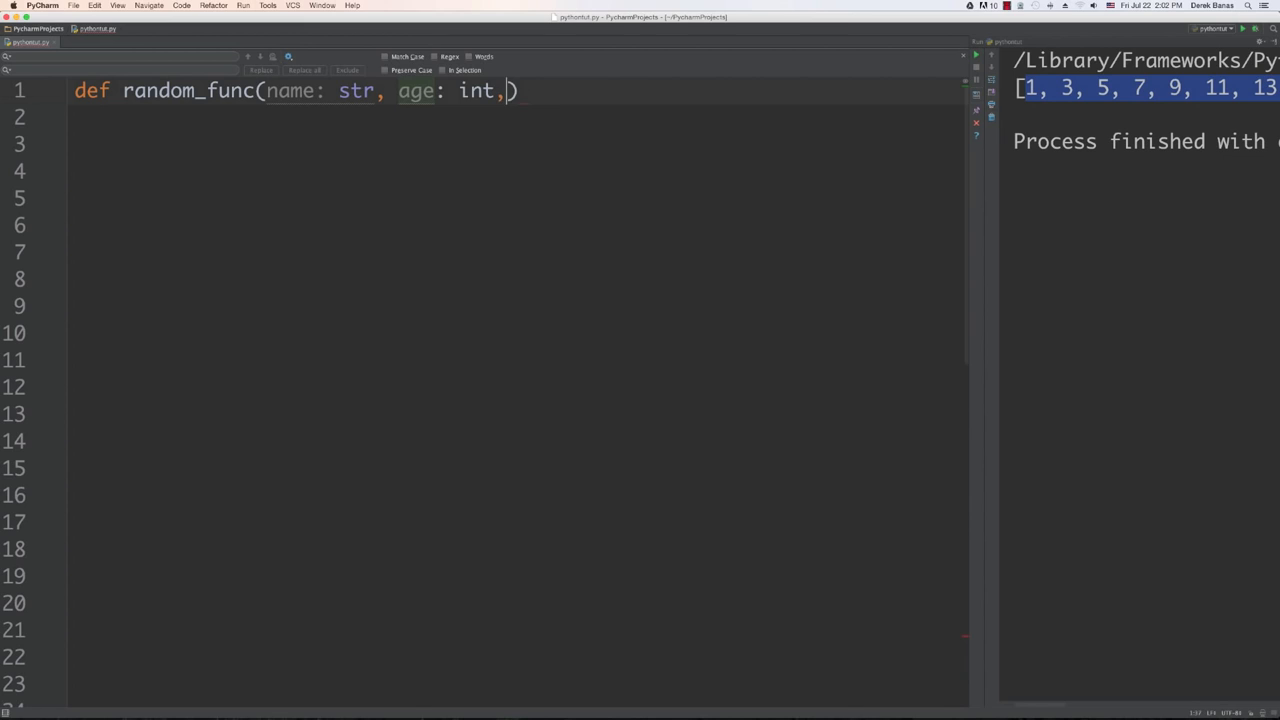 PyCharm File Edit View Navigate Code Refactor Run Tools VCS Window Help 10 Fri Jul 22 2:02 PM Derek Banas
pythontut.py - PycharmProjects - [~/PycharmProjects]
PycharmProjects pythontut.py pythontut
pythontut.py Run pythontut
Match Case Regex Words
Replace Replace all Exclude Preserve Case In Selection
1 def random_func(name: str, age: int,)
2
3
4
5
6
7
8
9
10
11
12
13
14
15
16
17
18
19
20
21
22
23
/Library/Frameworks/Py
[1, 3, 5, 7, 9, 11, 13
Process finished with
1:37 LF÷ UTF-8÷